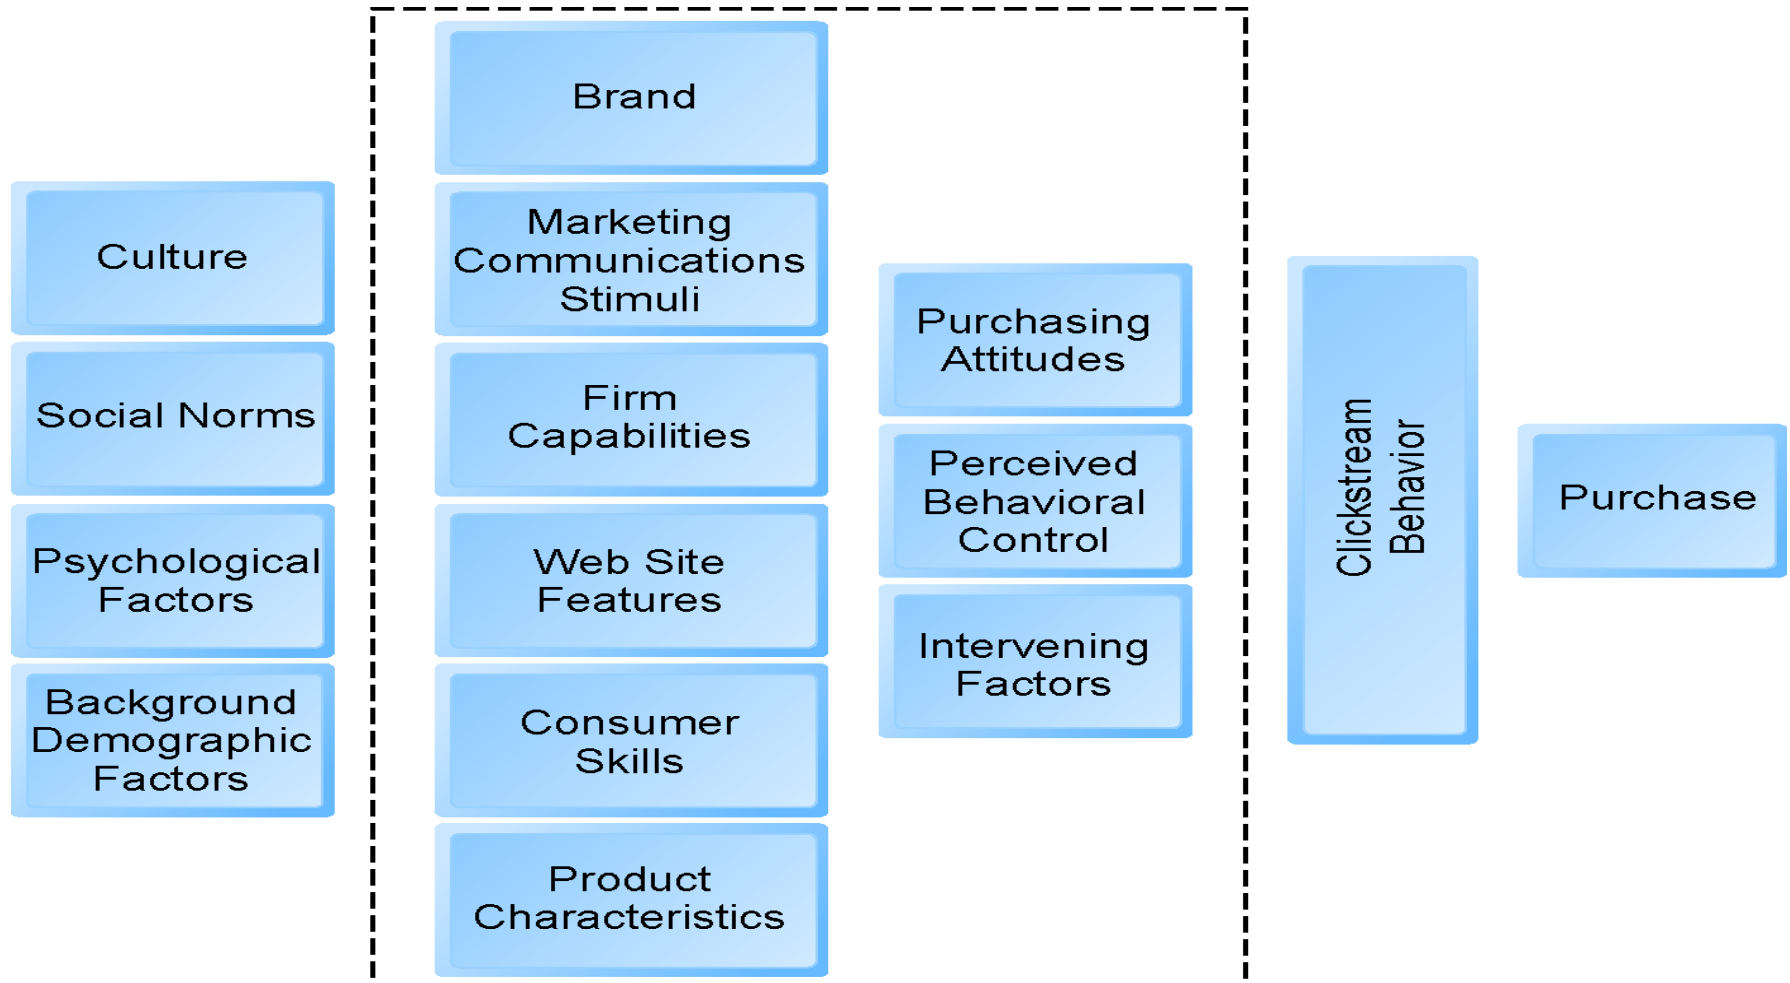 Culture
Social Norms
Psychological
Factors
Background
Demographic
Factors
Brand
Marketing
Communications
Stimuli
Firm
Capabilities
Web Site
Features
Consumer
Skills
Product
Characteristics
Purchasing
Attitudes
Perceived
Behavioral
Control
Intervening
Factors
Clickstream
Behavior
Purchase